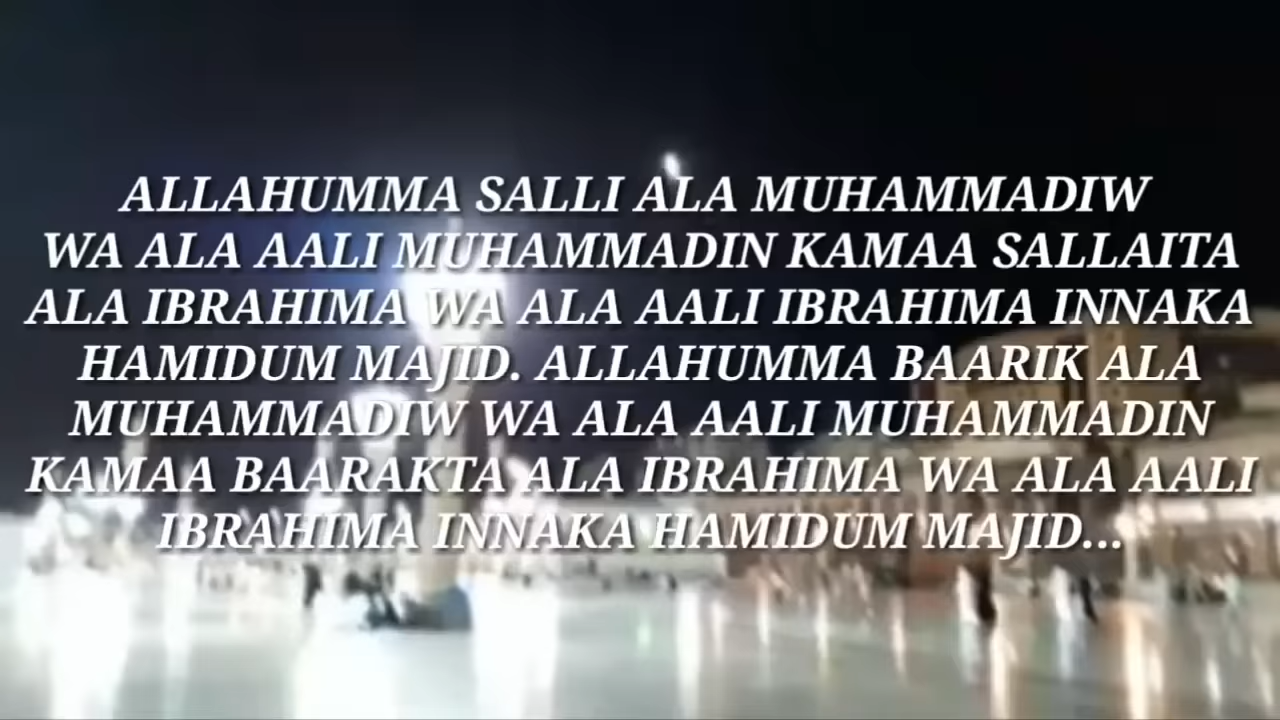 ALLAHUMMA SALLI ALA MUHAMMADIW
WA ALA AALI MUHAMMADIN KAMAA SALLAITA
ALA IBRAHIMA WA ALA AALI IBRAHIMA INNAKA
HAMIDUM MAJID. ALLAHUMMA BAARIK ALA
MUHAMMADIW WA ALA AALI MUHAMMADIN
KAMAA BAARAKTA ALA IBRAHIMA WA ALA AALI
IBRAHIMA INNAKA HAMIDUM MAJID...